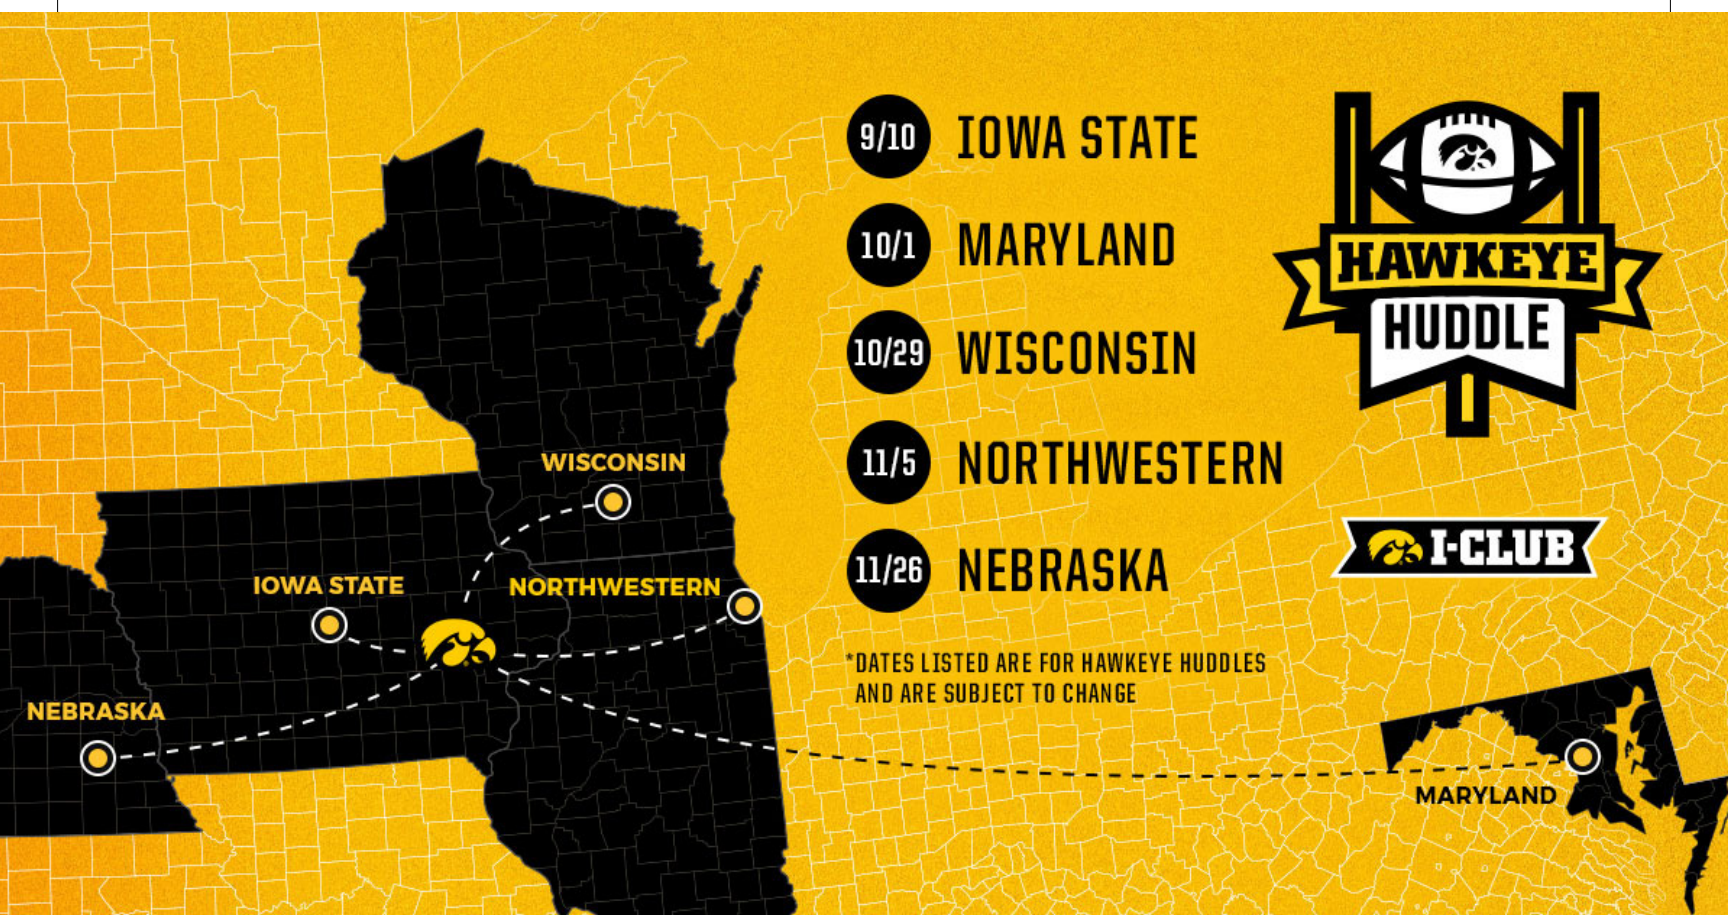 9/10 IOWA STATE
10/1 MARYLAND
10/29 WISCONSIN
11/5 NORTHWESTERN
11/26 NEBRASKA
*DATES LISTED ARE FOR HAWKEYE HUDDLES
AND ARE SUBJECT TO CHANGE
HAWKEYE
HUDDLE
I-CLUB
WISCONSIN
IOWA STATE
NORTHWESTERN
NEBRASKA
MARYLAND